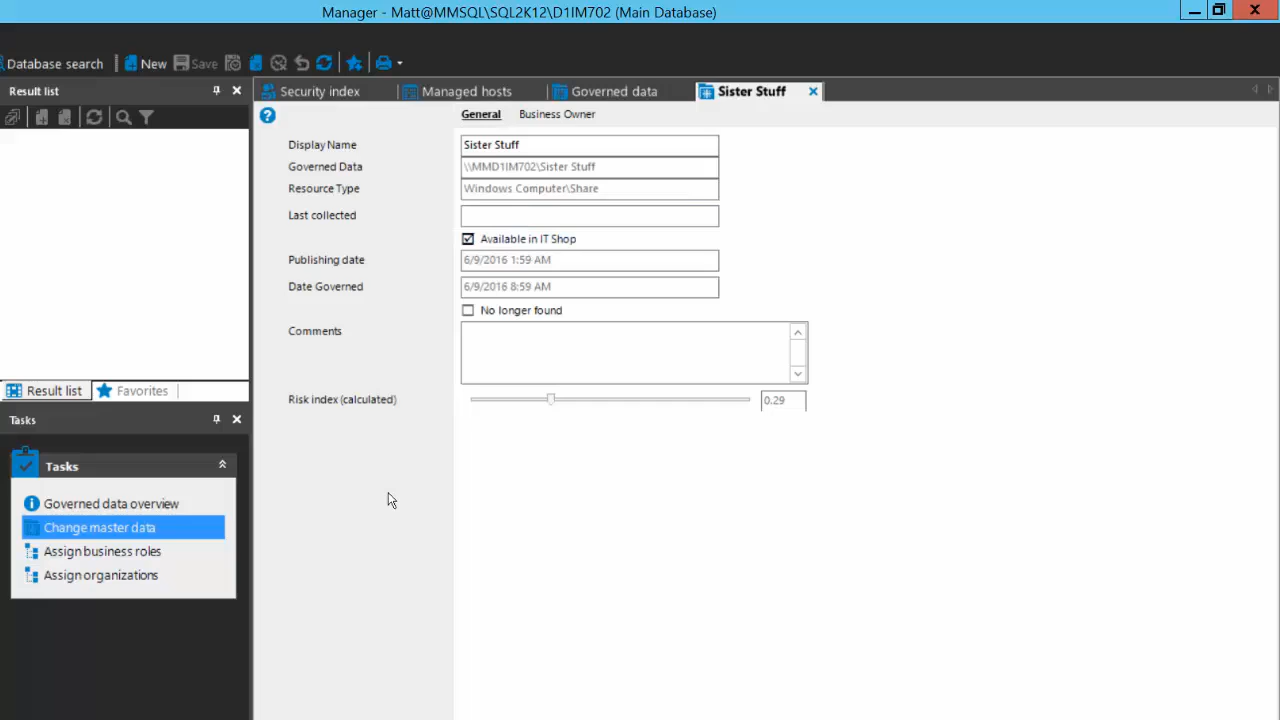 Manager - Matt@MMSQL\SQL2K12\D1IM702 (Main Database)
Database search New Save
Result list
Security index Managed hosts Governed data Sister Stuff
General Business Owner
Display Name Sister Stuff
Governed Data \\MMD1IM702\Sister Stuff
Resource Type Windows Computer\Share
Last collected
Available in IT Shop
Publishing date 6/9/2016 1:59 AM
Date Governed 6/9/2016 8:59 AM
No longer found
Comments
Risk index (calculated) 0.29
Result list Favorites
Tasks
Tasks
Governed data overview
Change master data
Assign business roles
Assign organizations